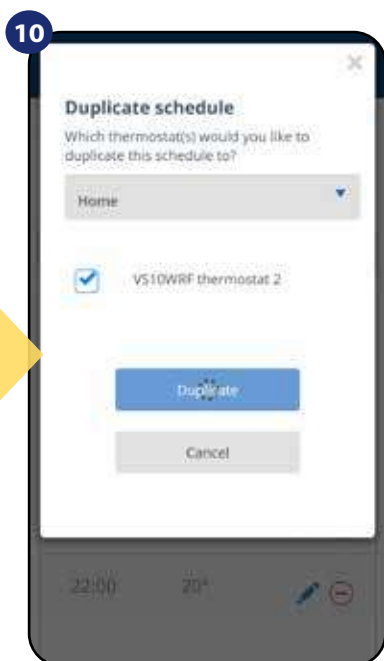 10
Duplicate schedule
Which thermostat(s) would you like to
duplicate this schedule to?
Home
VS10WRF thermostat 2
Duplicate
Cancel
22:00 20°